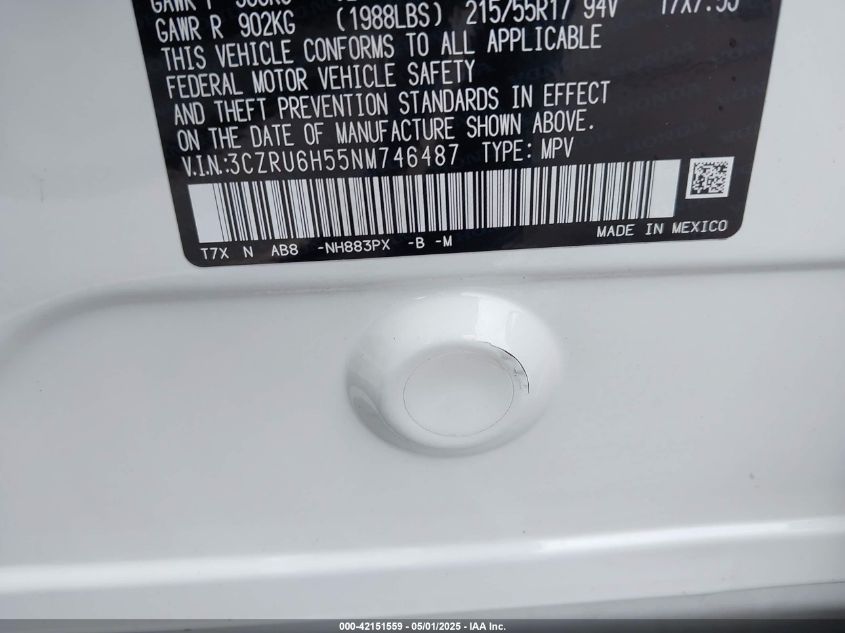 GAWR R 902KG (1988LBS) 215/55R17 94V 17X7.5J
THIS VEHICLE CONFORMS TO ALL APPLICABLE
FEDERAL MOTOR VEHICLE SAFETY
AND THEFT PREVENTION STANDARDS IN EFFECT
ON THE DATE OF MANUFACTURE SHOWN ABOVE.
V.I.N.:3CZRU6H55NM746487 TYPE: MPV
T7X N AB8 -NH883PX -B -M MADE IN MEXICO
000-42151559 — 05/01/2025 — IAA Inc.